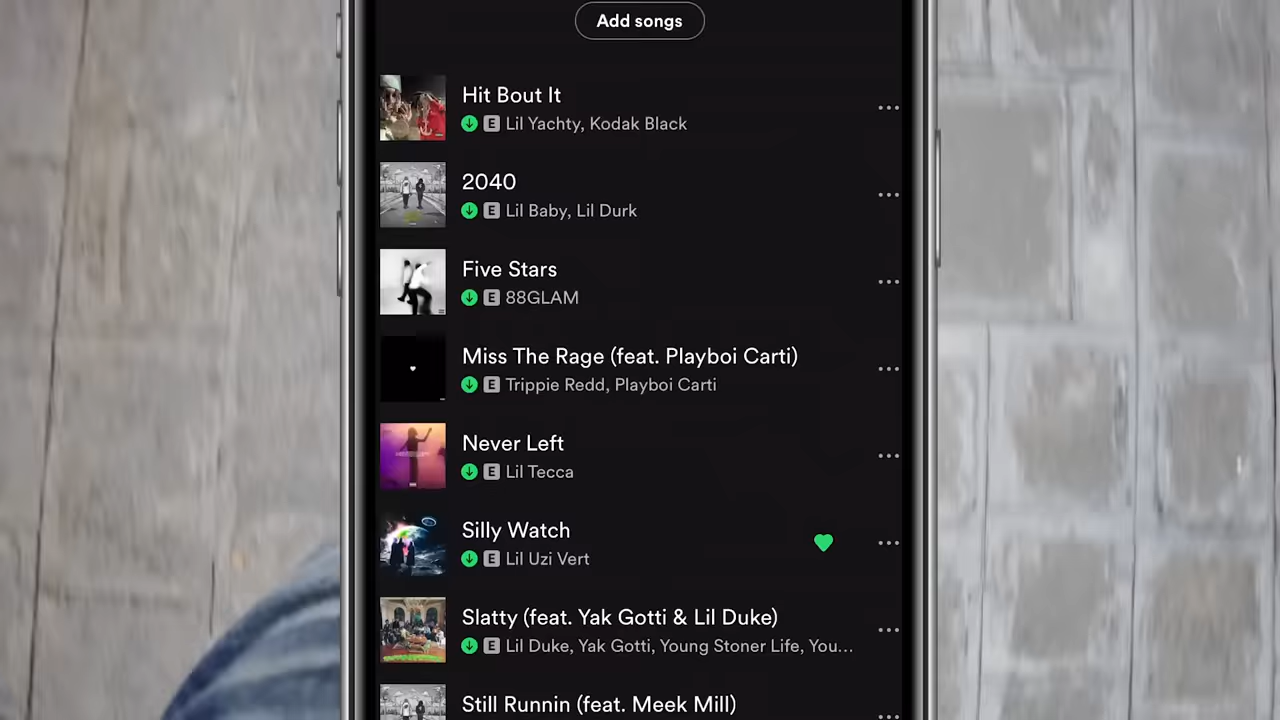 Add songs
Hit Bout It
E Lil Yachty, Kodak Black
2040
E Lil Baby, Lil Durk
Five Stars
E 88GLAM
Miss The Rage (feat. Playboi Carti)
E Trippie Redd, Playboi Carti
Never Left
E Lil Tecca
Silly Watch
E Lil Uzi Vert
Slatty (feat. Yak Gotti & Lil Duke)
E Lil Duke, Yak Gotti, Young Stoner Life, You...
Still Runnin (feat. Meek Mill)